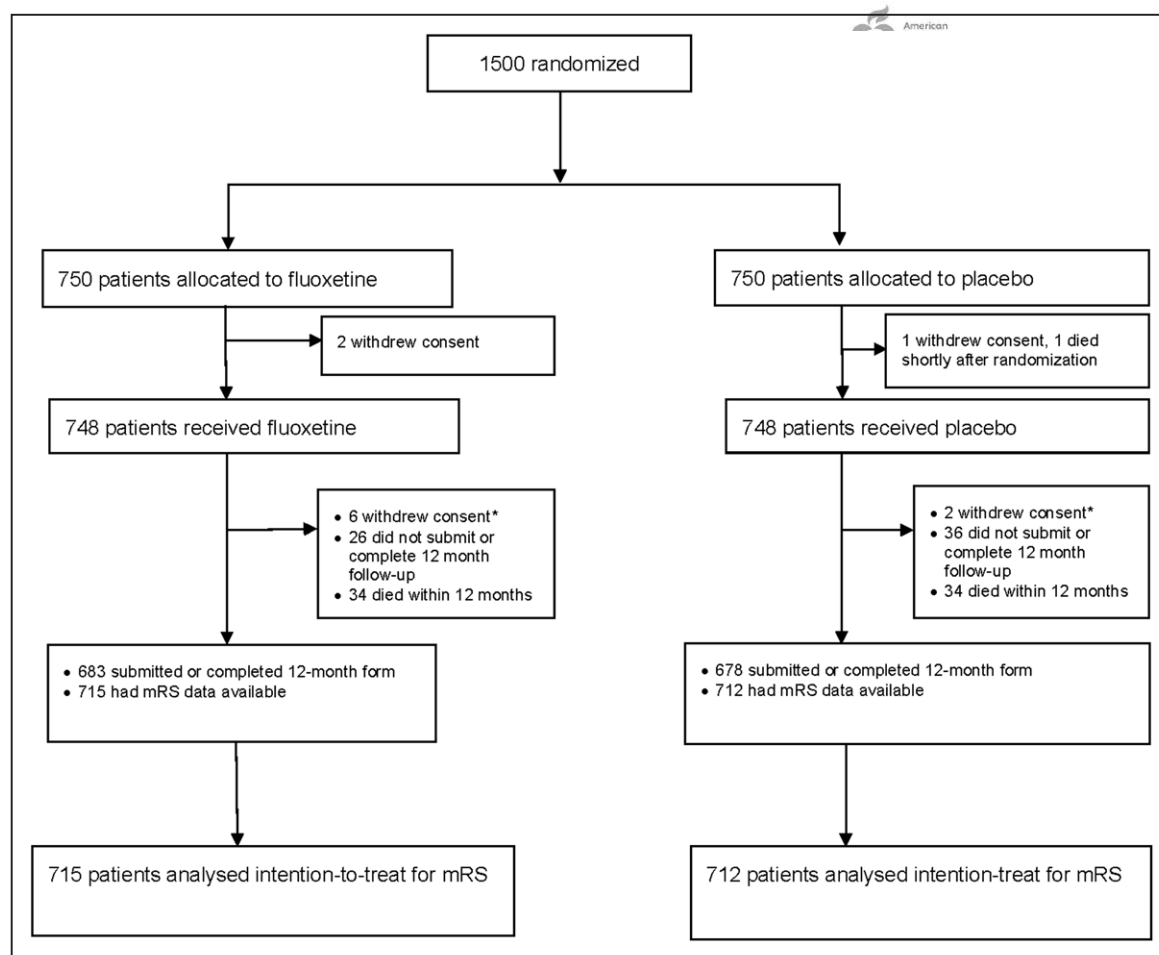 American
1500 randomized
750 patients allocated to fluoxetine
750 patients allocated to placebo
2 withdrew consent
1 withdrew consent, 1 died
shortly after randomization
748 patients received fluoxetine
748 patients received placebo
• 6 withdrew consent*
• 26 did not submit or
complete 12 month
follow-up
• 34 died within 12 months
• 2 withdrew consent*
• 36 did not submit or
complete 12 month
follow-up
• 34 died within 12 months
• 683 submitted or completed 12-month form
• 715 had mRS data available
• 678 submitted or completed 12-month form
• 712 had mRS data available
715 patients analysed intention-to-treat for mRS
712 patients analysed intention-treat for mRS